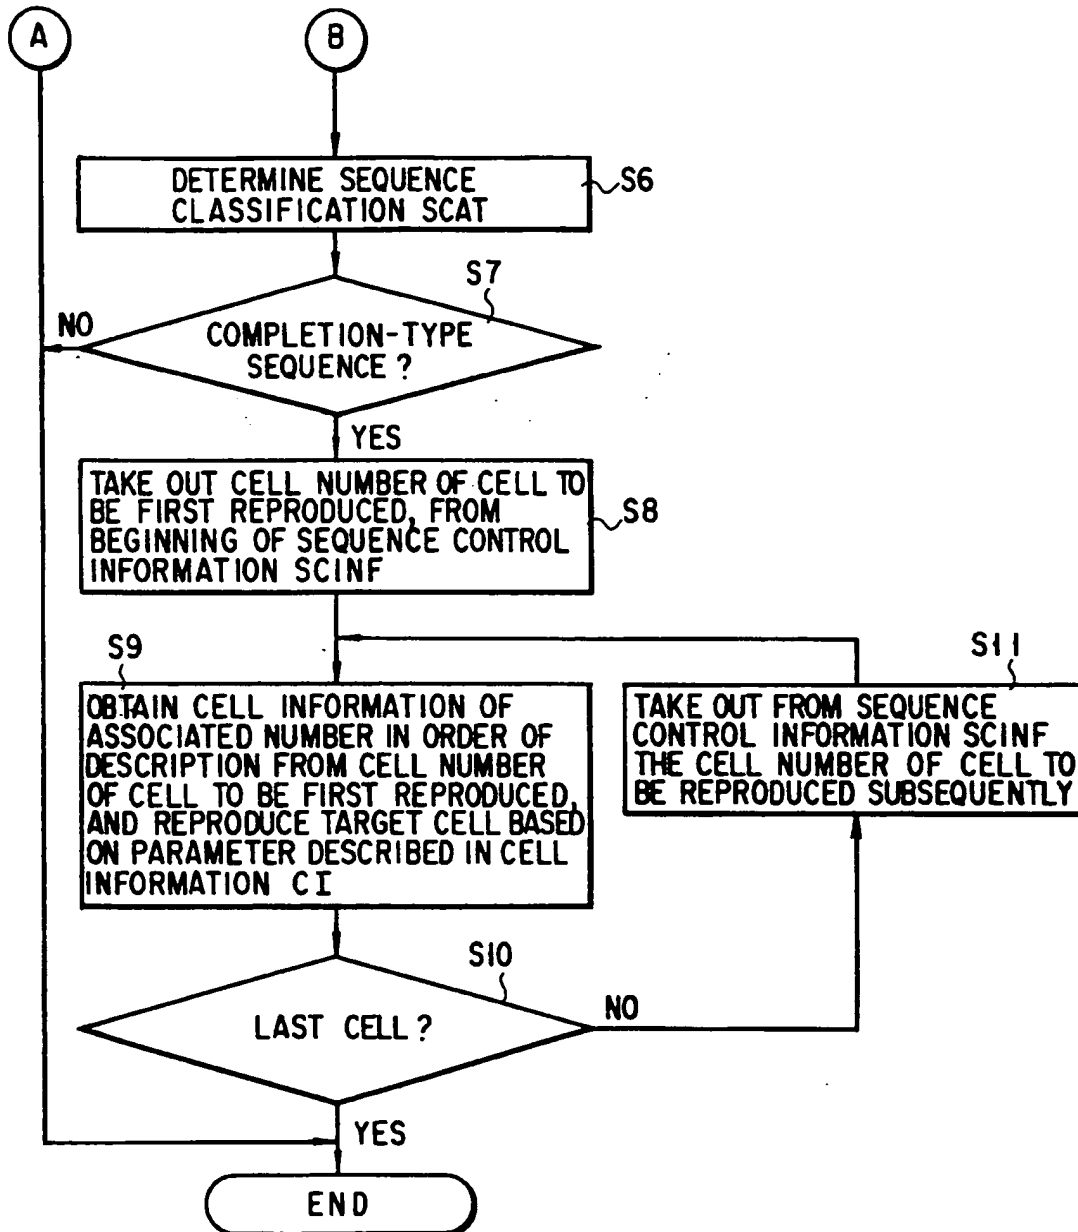 A
B
DETERMINE SEQUENCE
CLASSIFICATION SCAT
S6
S7
NO
COMPLETION-TYPE
SEQUENCE?
YES
TAKE OUT CELL NUMBER OF CELL TO
BE FIRST REPRODUCED, FROM
BEGINNING OF SEQUENCE CONTROL
INFORMATION SCINF
S8
S9
OBTAIN CELL INFORMATION OF
ASSOCIATED NUMBER IN ORDER OF
DESCRIPTION FROM CELL NUMBER
OF CELL TO BE FIRST REPRODUCED,
AND REPRODUCE TARGET CELL BASED
ON PARAMETER DESCRIBED IN CELL
INFORMATION CI
S11
TAKE OUT FROM SEQUENCE
CONTROL INFORMATION SCINF
THE CELL NUMBER OF CELL TO
BE REPRODUCED SUBSEQUENTLY
S10
LAST CELL?
NO
YES
END